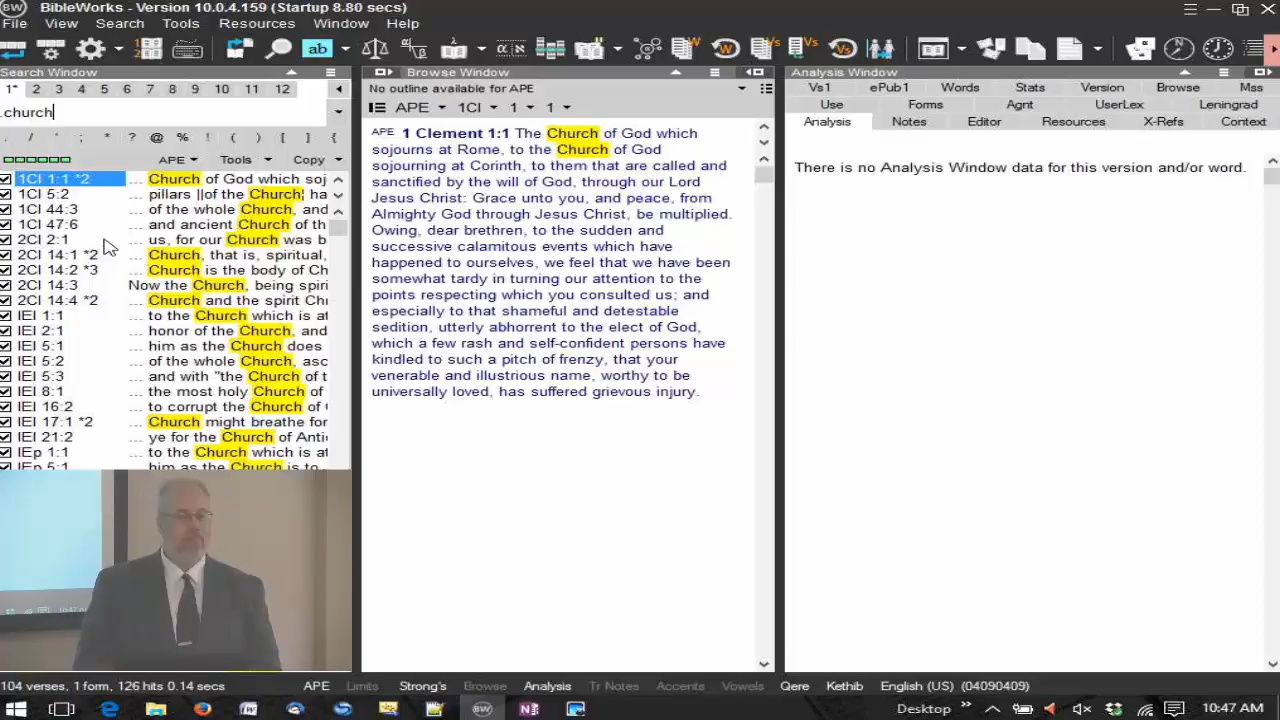 BibleWorks - Version 10.0.4.159 (Startup 8.80 secs)
File View Search Tools Resources Window Help
Search Window
1* 2 3 4 5 6 7 8 9 10 11 12
.church
. / ' ; * ? @ % ! ( ) [ ] {
APE Tools Copy
1Cl 1:1 *2 ... Church of God which soj
1Cl 5:2 ... pillars ||of the Church¦ ha
1Cl 44:3 ... of the whole Church, and
1Cl 47:6 ... and ancient Church of th
2Cl 2:1 ... us, for our Church was b
2Cl 14:1 *2 ... Church, that is, spiritual,
2Cl 14:2 *3 ... Church is the body of Ch
2Cl 14:3 Now the Church, being spiri
2Cl 14:4 *2 ... Church and the spirit Chr
IEI 1:1 ... to the Church which is at
IEI 2:1 ... honor of the Church, and
IEI 5:1 ... him as the Church does
IEI 5:2 ... of the whole Church, asc
IEI 5:3 ... and with "the Church of t
IEI 8:1 ... the most holy Church of
IEI 16:2 ... to corrupt the Church of
IEI 17:1 *2 ... Church might breathe for
IEI 21:2 ... ye for the Church of Anti
IEp 1:1 ... to the Church which is at
IEp 5:1 ... him as the Church is to
Browse Window
No outline available for APE
APE 1Cl 1 1
APE 1 Clement 1:1 The Church of God which
sojourns at Rome, to the Church of God
sojourning at Corinth, to them that are called and
sanctified by the will of God, through our Lord
Jesus Christ: Grace unto you, and peace, from
Almighty God through Jesus Christ, be multiplied.
Owing, dear brethren, to the sudden and
successive calamitous events which have
happened to ourselves, we feel that we have been
somewhat tardy in turning our attention to the
points respecting which you consulted us; and
especially to that shameful and detestable
sedition, utterly abhorrent to the elect of God,
which a few rash and self-confident persons have
kindled to such a pitch of frenzy, that your
venerable and illustrious name, worthy to be
universally loved, has suffered grievous injury.
Analysis Window
Vs1 ePub1 Words Stats Version Browse Mss
Use Forms Agnt UserLex Leningrad
Analysis Notes Editor Resources X-Refs Context
There is no Analysis Window data for this version and/or word.
104 verses, 1 form, 126 hits 0.14 secs APE Limits Strong's Browse Analysis Tr Notes Accents Vowels Qere Kethib English (US) (04090409)
Desktop 10:47 AM